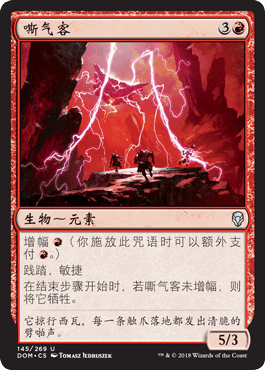 嘶气客 3
生物～元素
增幅（你施放此咒语时可以额外支
付。）
践踏，敏捷
在结束步骤开始时，若嘶气客未增幅，则
将它牺牲。
它掠行西瓦，每一条触爪落地都发出清脆的
劈啪声。
5/3
145/269 U
DOM • CS Tomasz Jedruszek
™ & © 2018 Wizards of the Coast